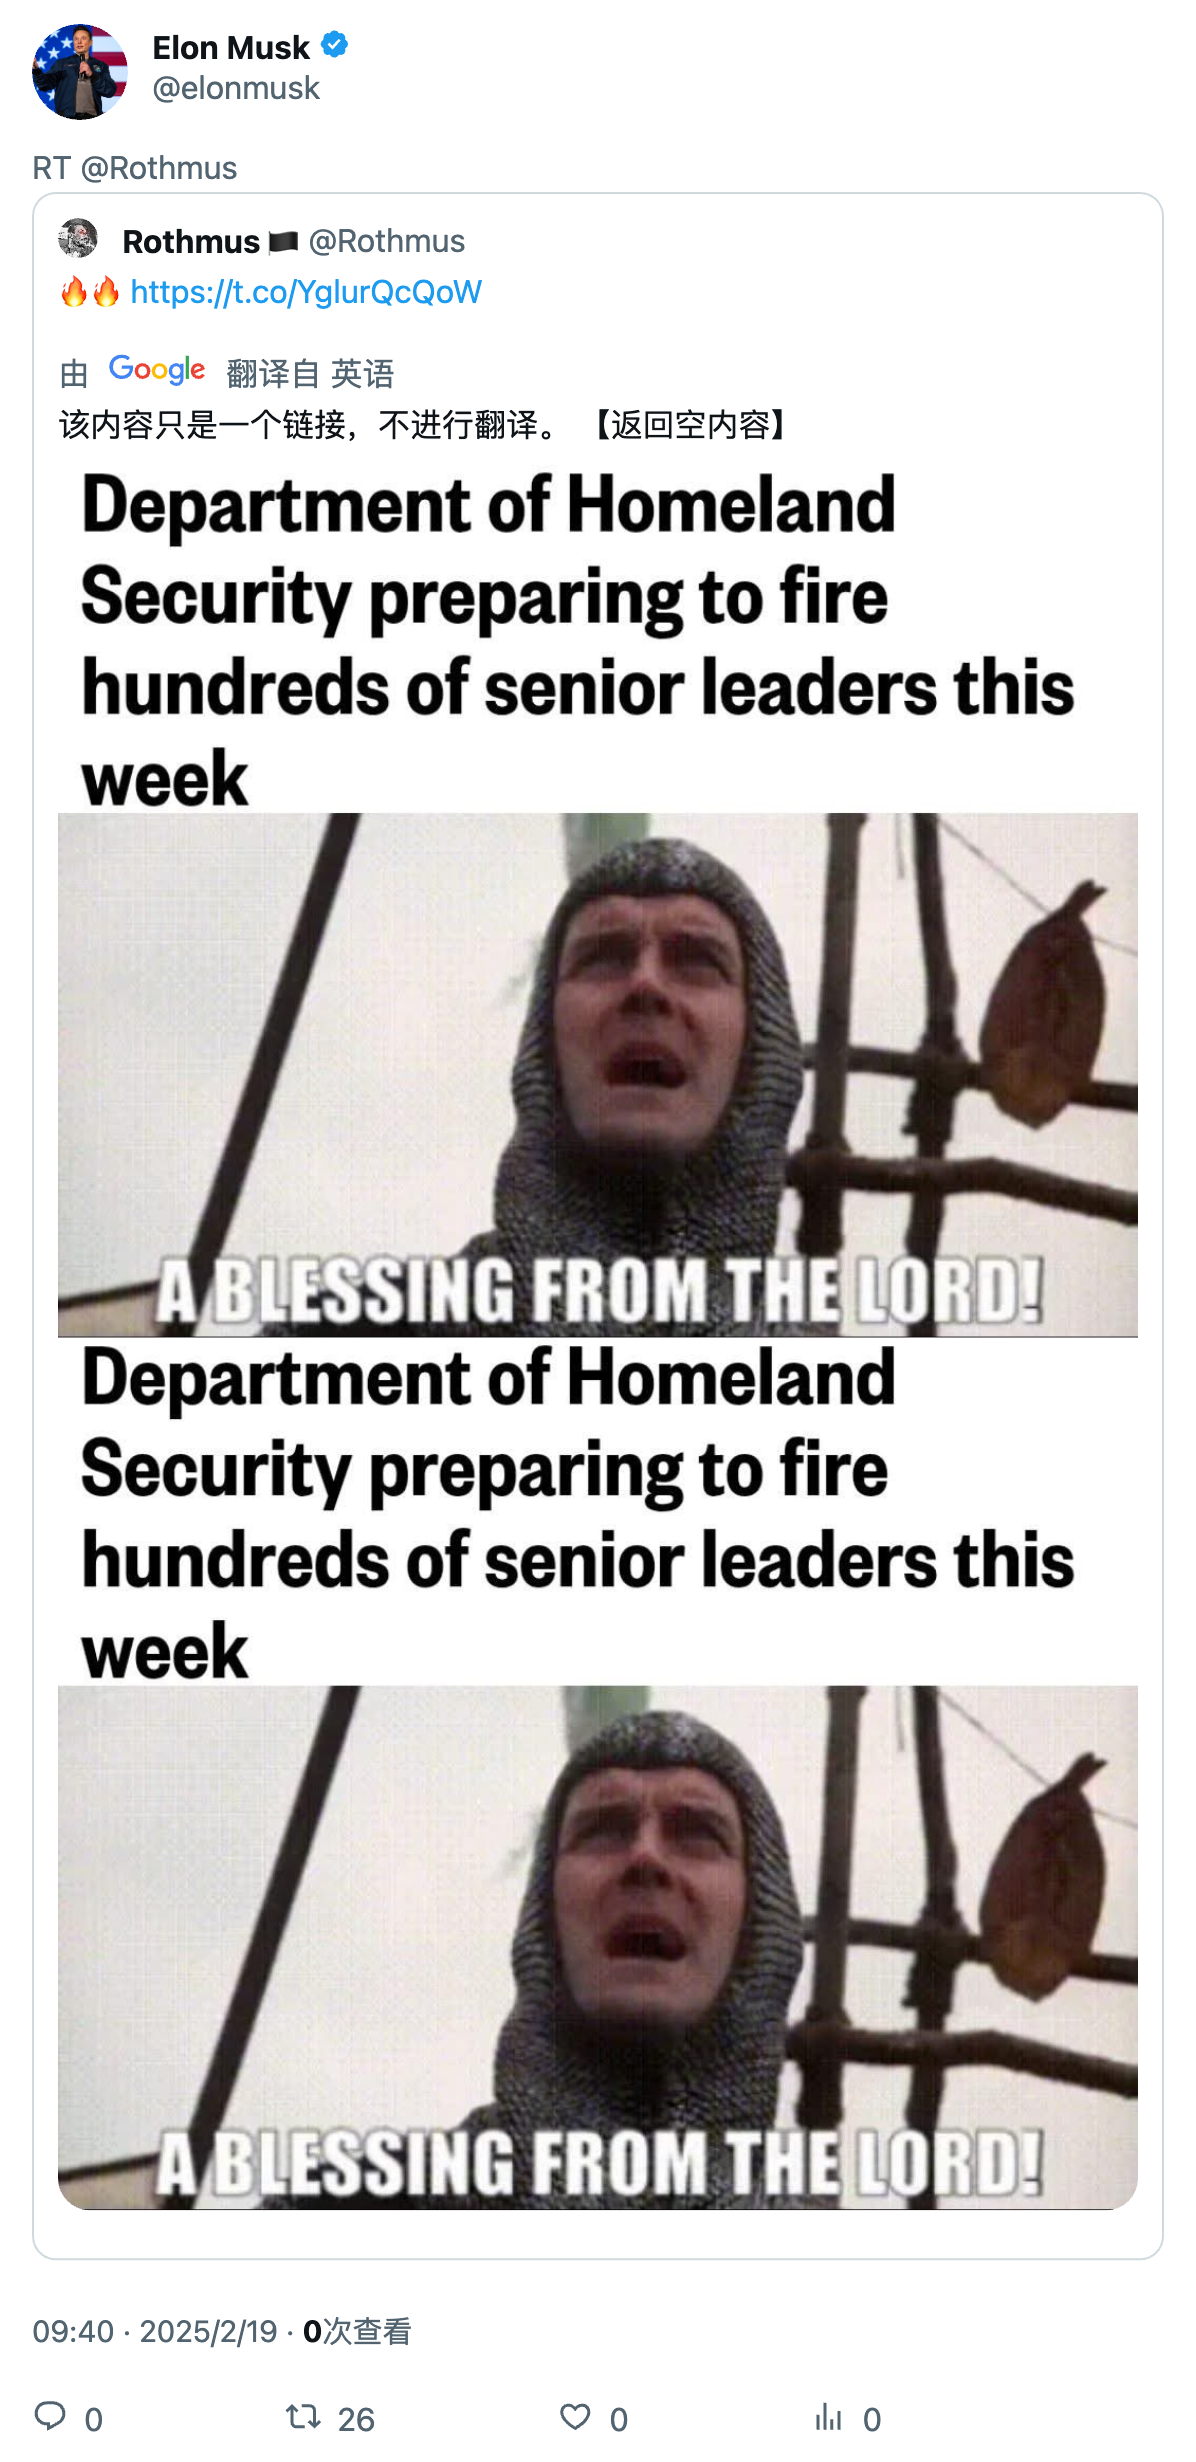 Elon Musk
@elonmusk
RT @Rothmus
Rothmus🏴 @Rothmus
🔥🔥 https://t.co/YglurQcQoW
由 Google 翻译自 英语
该内容只是一个链接，不进行翻译。 【返回空内容】
Department of Homeland
Security preparing to fire
hundreds of senior leaders this
week
A BLESSING FROM THE LORD!
Department of Homeland
Security preparing to fire
hundreds of senior leaders this
week
A BLESSING FROM THE LORD!
09:40 · 2025/2/19 · 0次查看
0 26 0 0